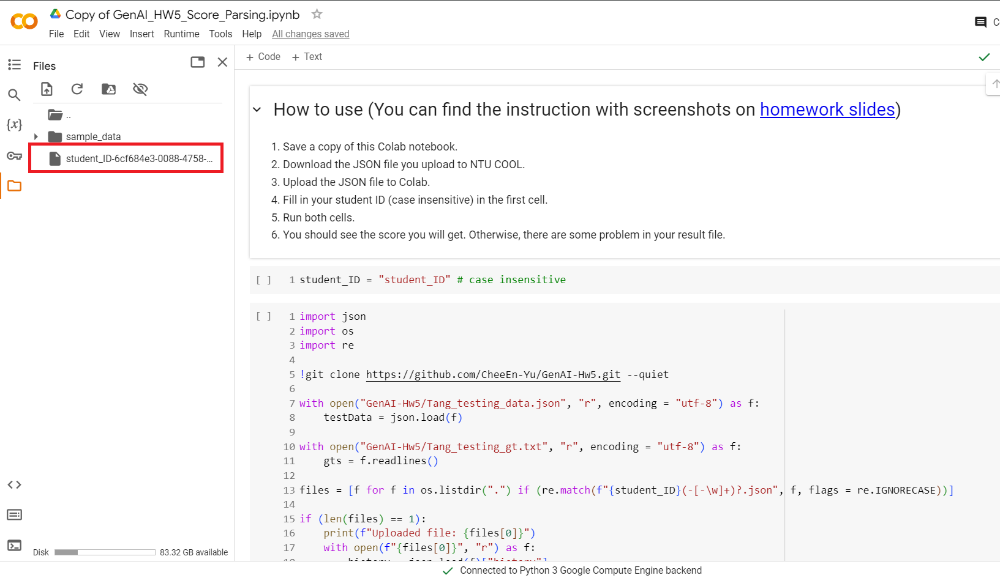 Copy of GenAI_HW5_Score_Parsing.ipynb
File Edit View Insert Runtime Tools Help All changes saved
Files
+ Code + Text
..
sample_data
student_ID-6cf684e3-0088-4758-...
{x}
How to use (You can find the instruction with screenshots on homework slides)
1. Save a copy of this Colab notebook.
2. Download the JSON file you upload to NTU COOL.
3. Upload the JSON file to Colab.
4. Fill in your student ID (case insensitive) in the first cell.
5. Run both cells.
6. You should see the score you will get. Otherwise, there are some problem in your result file.
[ ] 1 student_ID = "student_ID" # case insensitive
[ ] 1 import json
2 import os
3 import re
4
5 !git clone https://github.com/CheeEn-Yu/GenAI-Hw5.git --quiet
6
7 with open("GenAI-Hw5/Tang_testing_data.json", "r", encoding = "utf-8") as f:
8 testData = json.load(f)
9
10 with open("GenAI-Hw5/Tang_testing_gt.txt", "r", encoding = "utf-8") as f:
11 gts = f.readlines()
12
13 files = [f for f in os.listdir(".") if (re.match(f"{student_ID}(-[-\w]+)?.json", f, flags = re.IGNORECASE))]
14
15 if (len(files) == 1):
16 print(f"Uploaded file: {files[0]}")
17 with open(f"{files[0]}", "r") as f:
18 history = json.load(f)["history"]
Disk 83.32 GB available
Connected to Python 3 Google Compute Engine backend